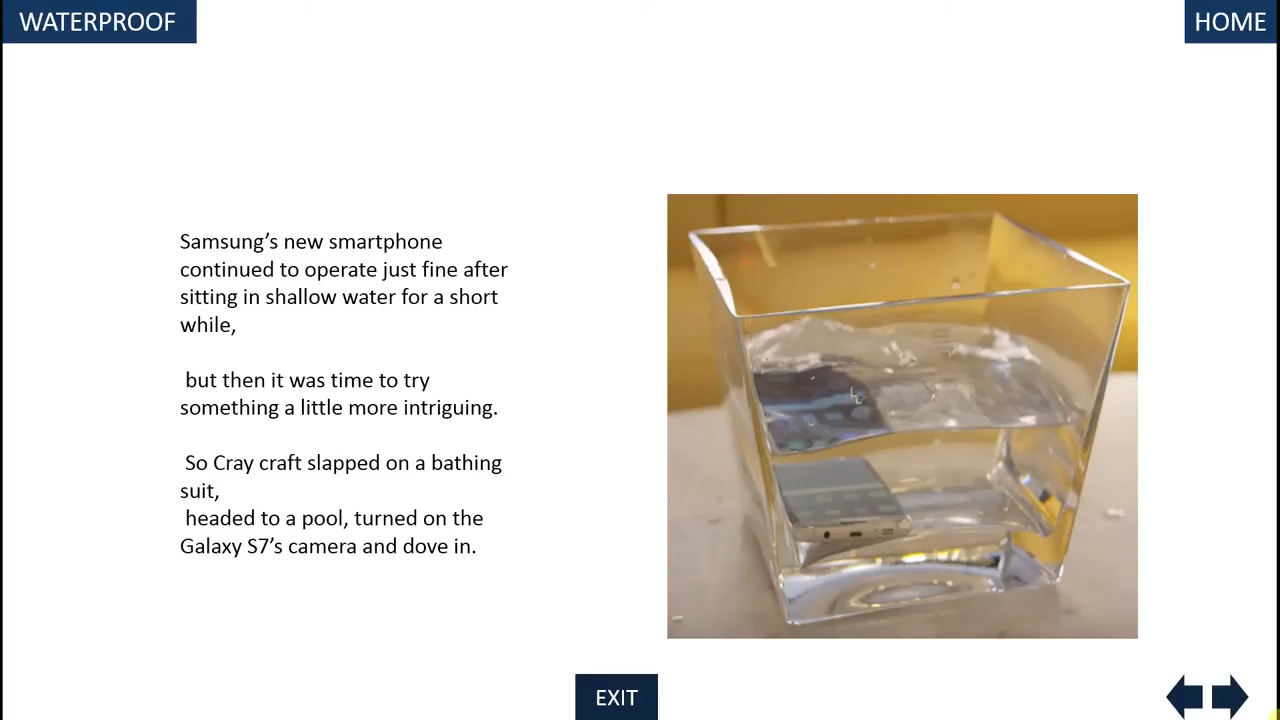 WATERPROOF
HOME
Samsung’s new smartphone
continued to operate just fine after
sitting in shallow water for a short
while,
but then it was time to try
something a little more intriguing.
So Cray craft slapped on a bathing
suit,
headed to a pool, turned on the
Galaxy S7’s camera and dove in.
EXIT